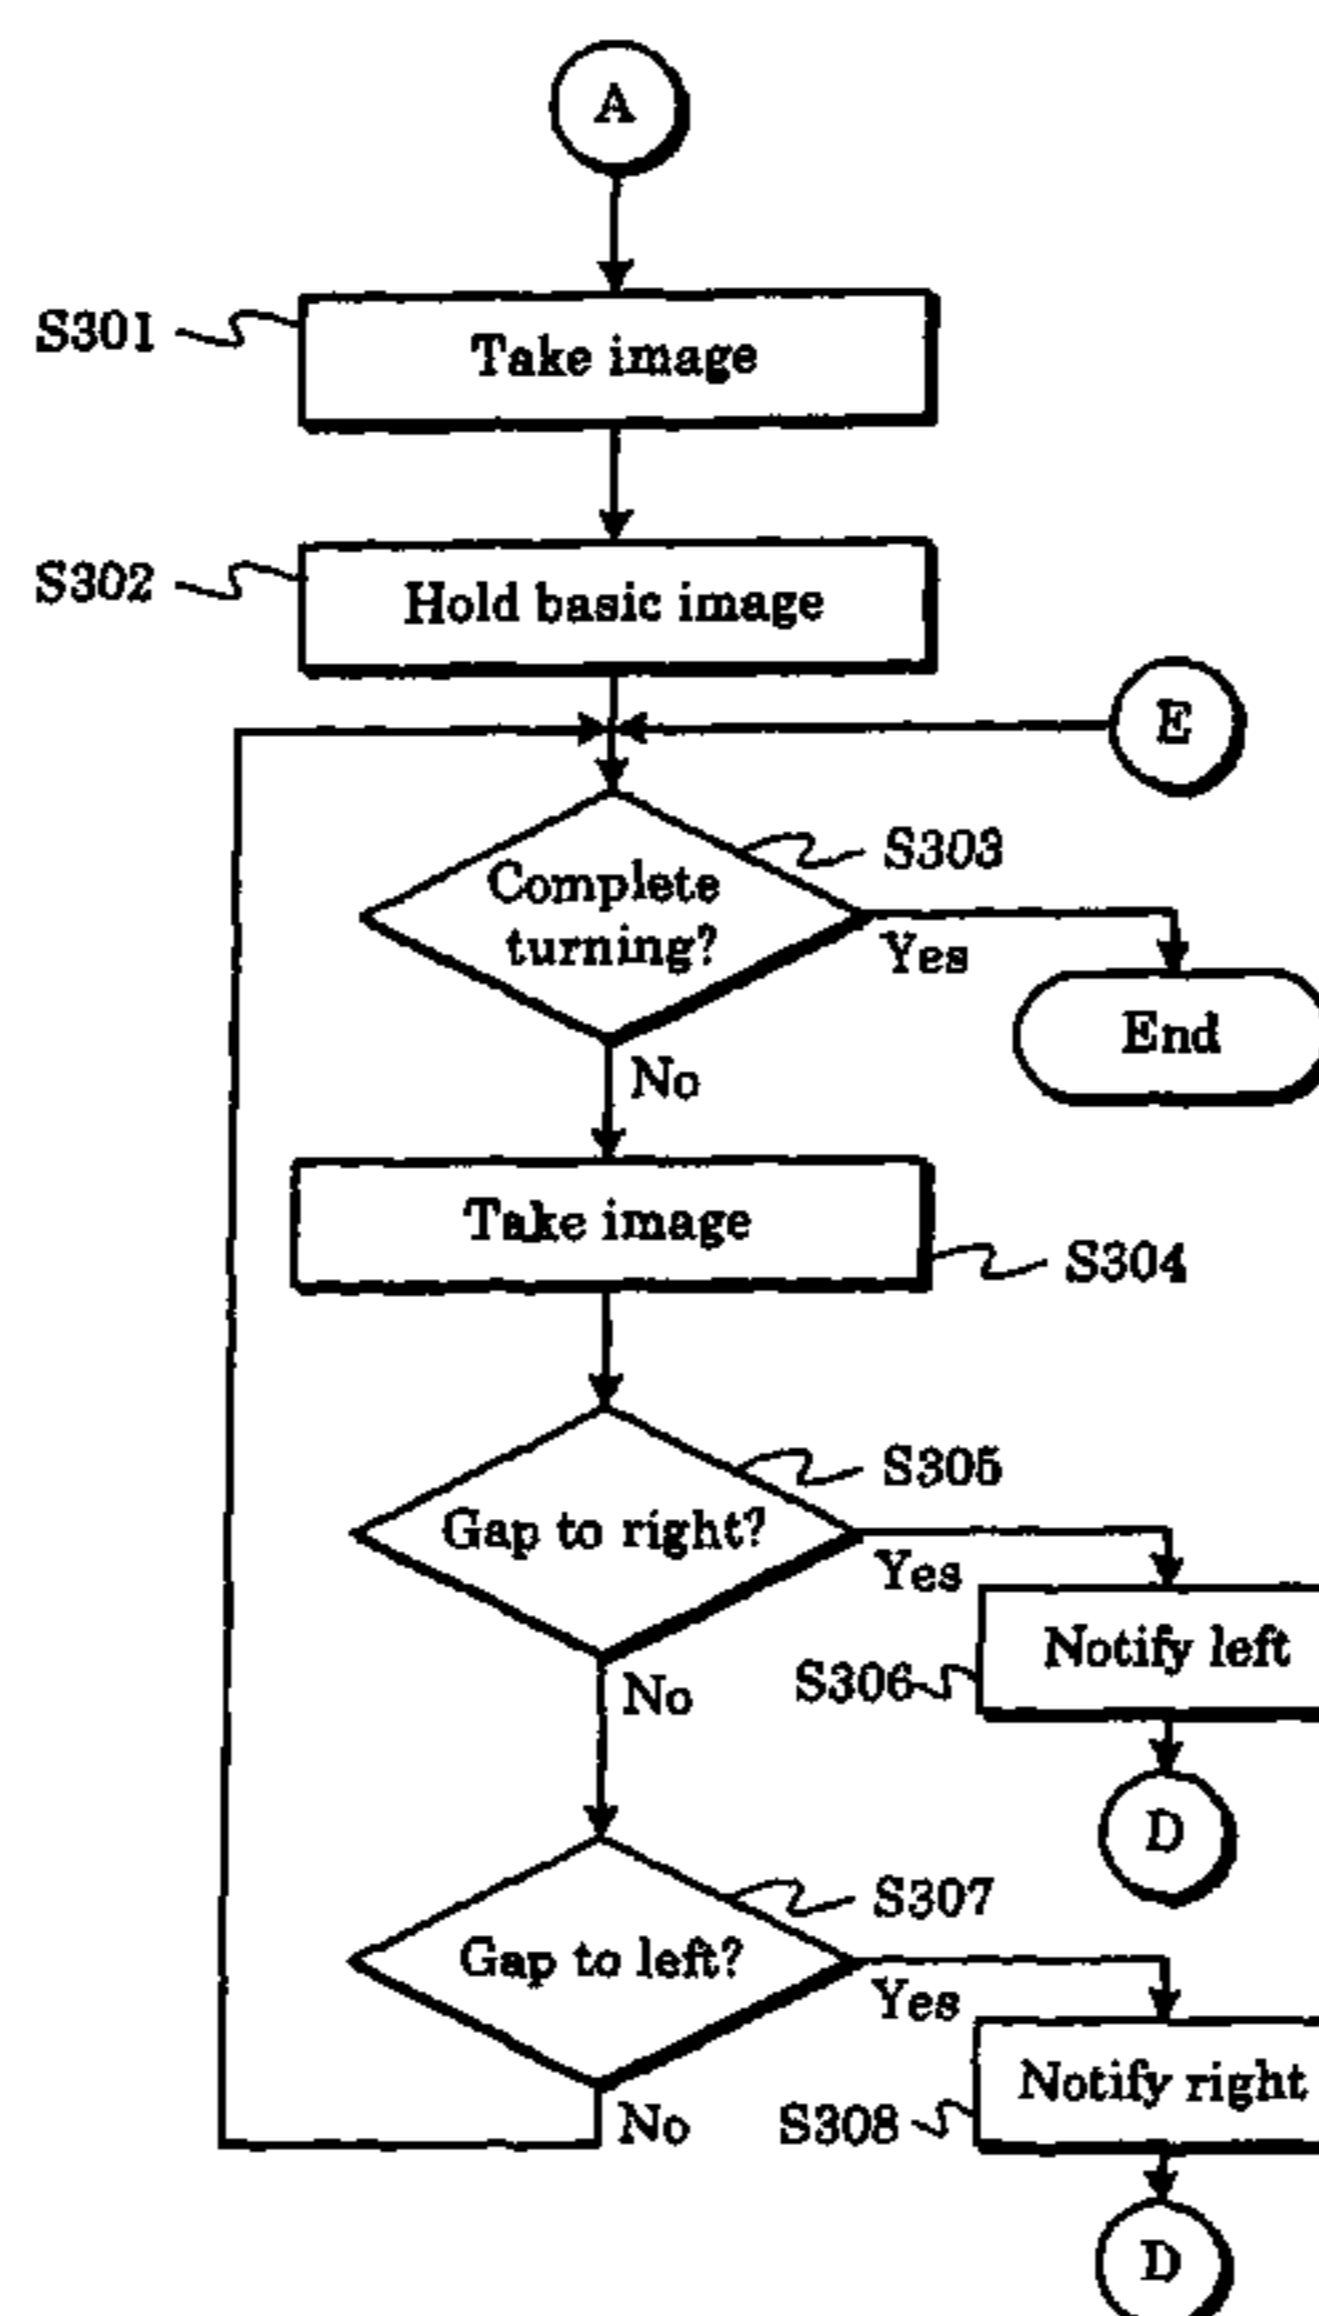 A
S301
Take image
S302
Hold basic image
E
S303
Complete
turning?
Yes
End
No
Take image
S304
S305
Gap to right?
Yes
Notify left
S306
No
D
S307
Gap to left?
Yes
Notify right
S308
No
D